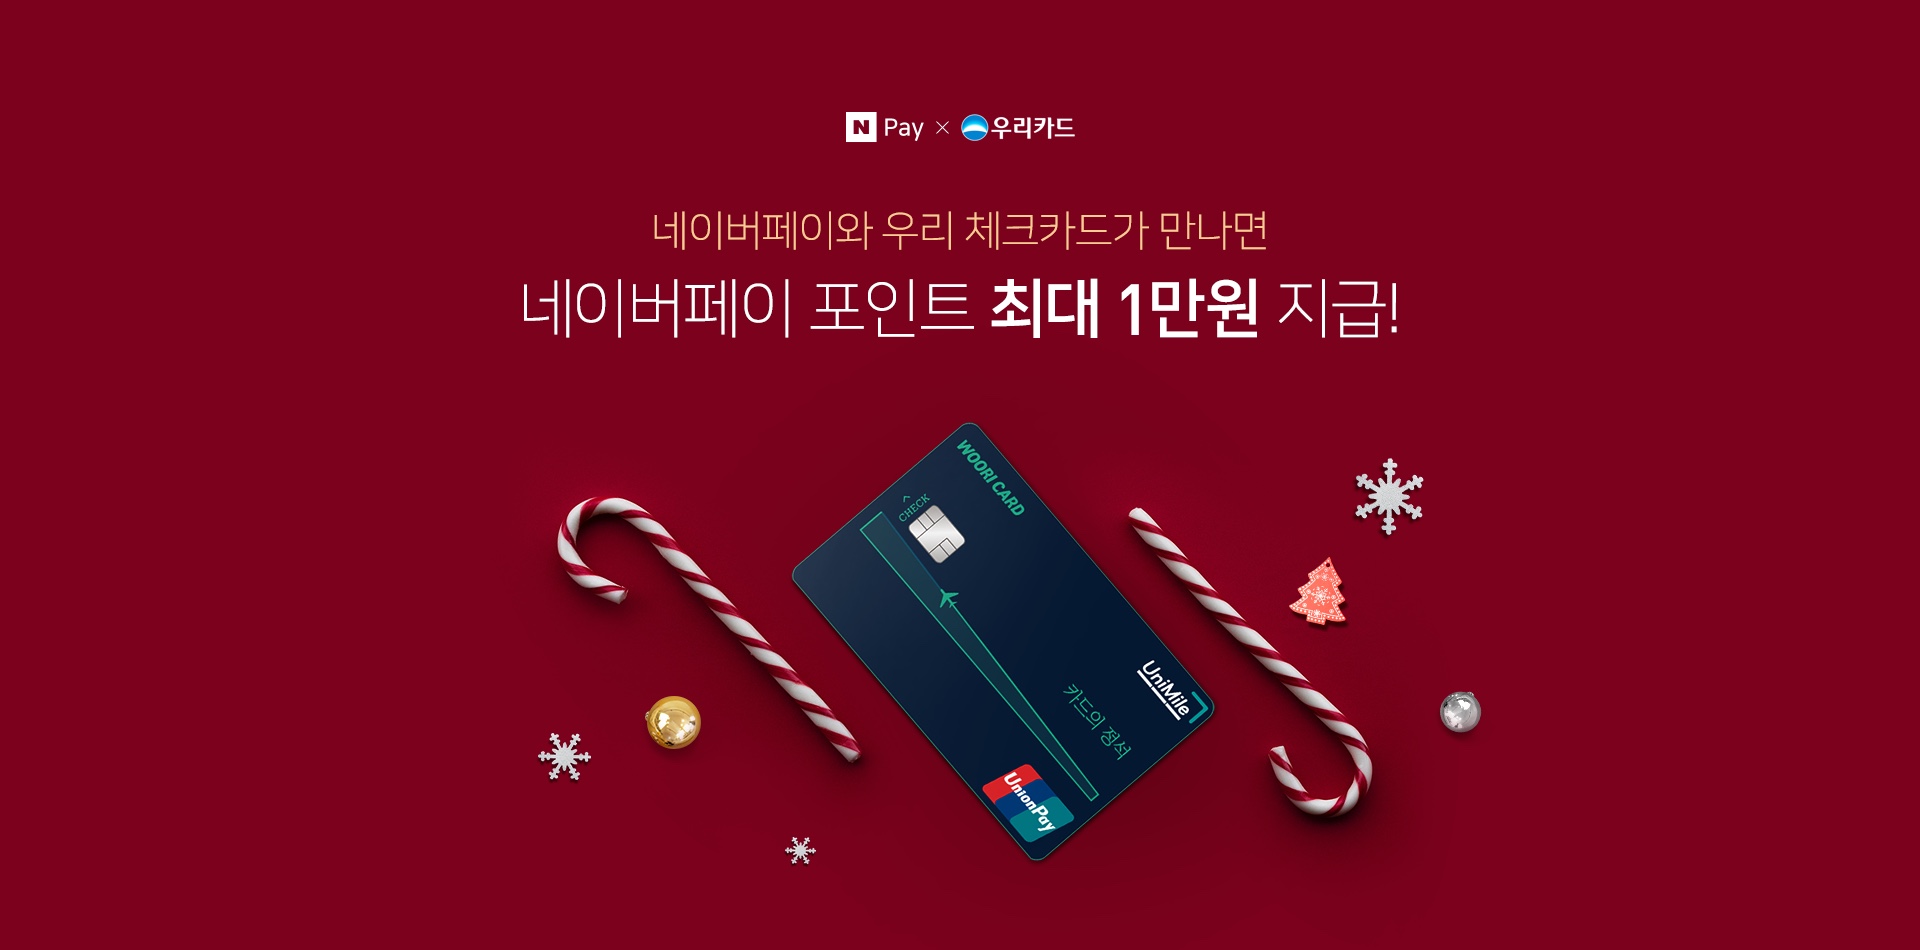 N Pay × 우리카드
네이버페이와 우리 체크카드가 만나면
네이버페이 포인트 최대 1만원 지급!
WOORI CARD
CHECK
UniMile
카드의 정석
UnionPay